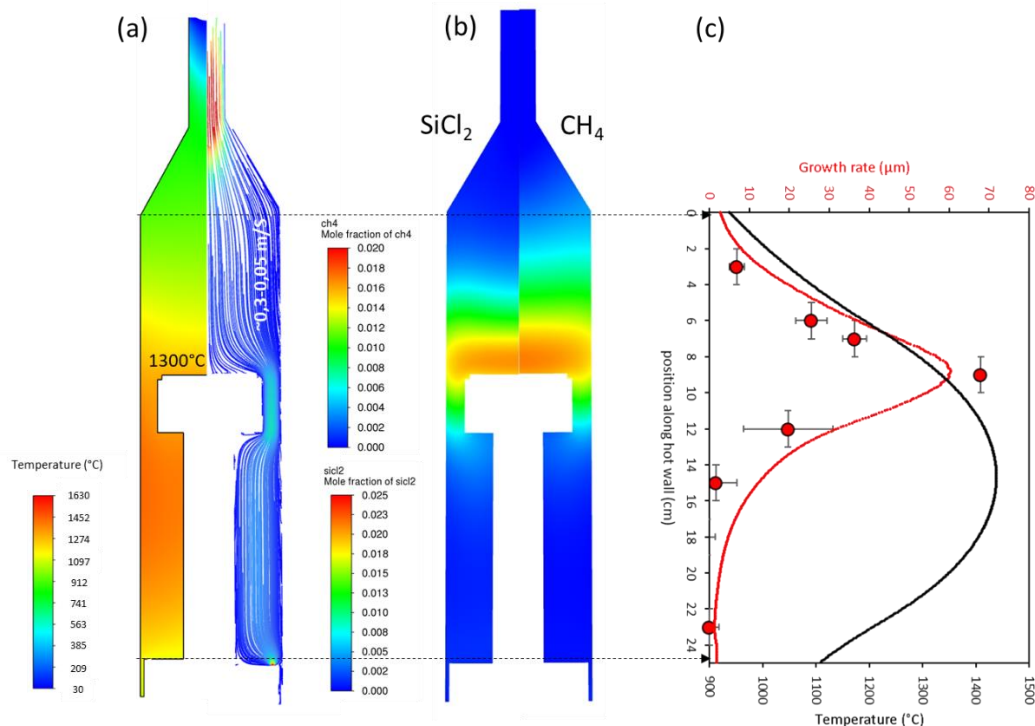 (a)
(b)
(c)
SiCl2
CH4
~0,3-0,05 m/S
1300°C
Temperature (°C)
1630
1452
1274
1097
912
741
563
385
209
30
ch4
Mole fraction of ch4
0.020
0.018
0.016
0.014
0.012
0.010
0.008
0.006
0.004
0.002
0.000
sicl2
Mole fraction of sicl2
0.025
0.022
0.020
0.017
0.015
0.013
0.010
0.007
0.005
0.002
0.000
Growth rate (μm)
0 10 20 30 40 50 60 70 80
0
2
4
6
8
10
12
14
16
18
20
22
24
position along hot wall (cm)
900 1000 1100 1200 1300 1400 1500
Temperature (°C)